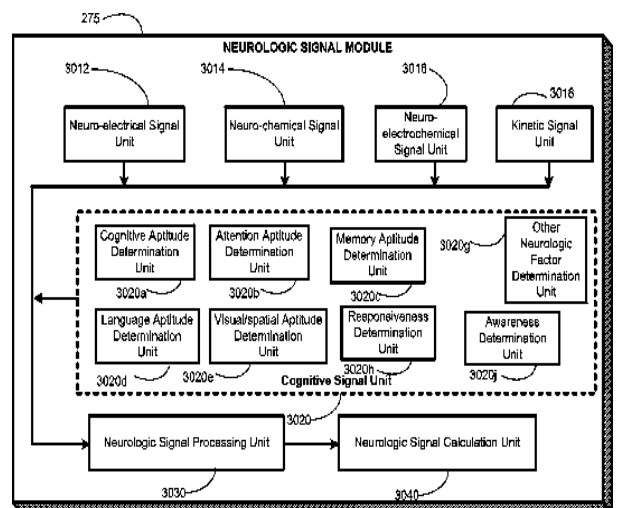 275
NEUROLOGIC SIGNAL MODULE
3012
3014
3016
3018
Neuro-electrical Signal
Unit
Neuro-chemical Signal
Unit
Neuro-
electrochemical Signal
Unit
Kinetic Signal
Unit
Cognitive Aptitude
Determination
Unit
3020a
Attention Aptitude
Determination
Unit
3020b
Memory Aptitude
Determination
Unit
3020c
3020g
Other
Neurologic
Factor
Determination
Unit
Language Aptitude
Determination
Unit
3020d
Visual/spatial Aptitude
Determination
Unit
3020e
Responsiveness
Determination
Unit
3020h
Awareness
Determination
Unit
3020j
Cognitive Signal Unit
3020
Neurologic Signal Processing Unit
3030
Neurologic Signal Calculation Unit
3040